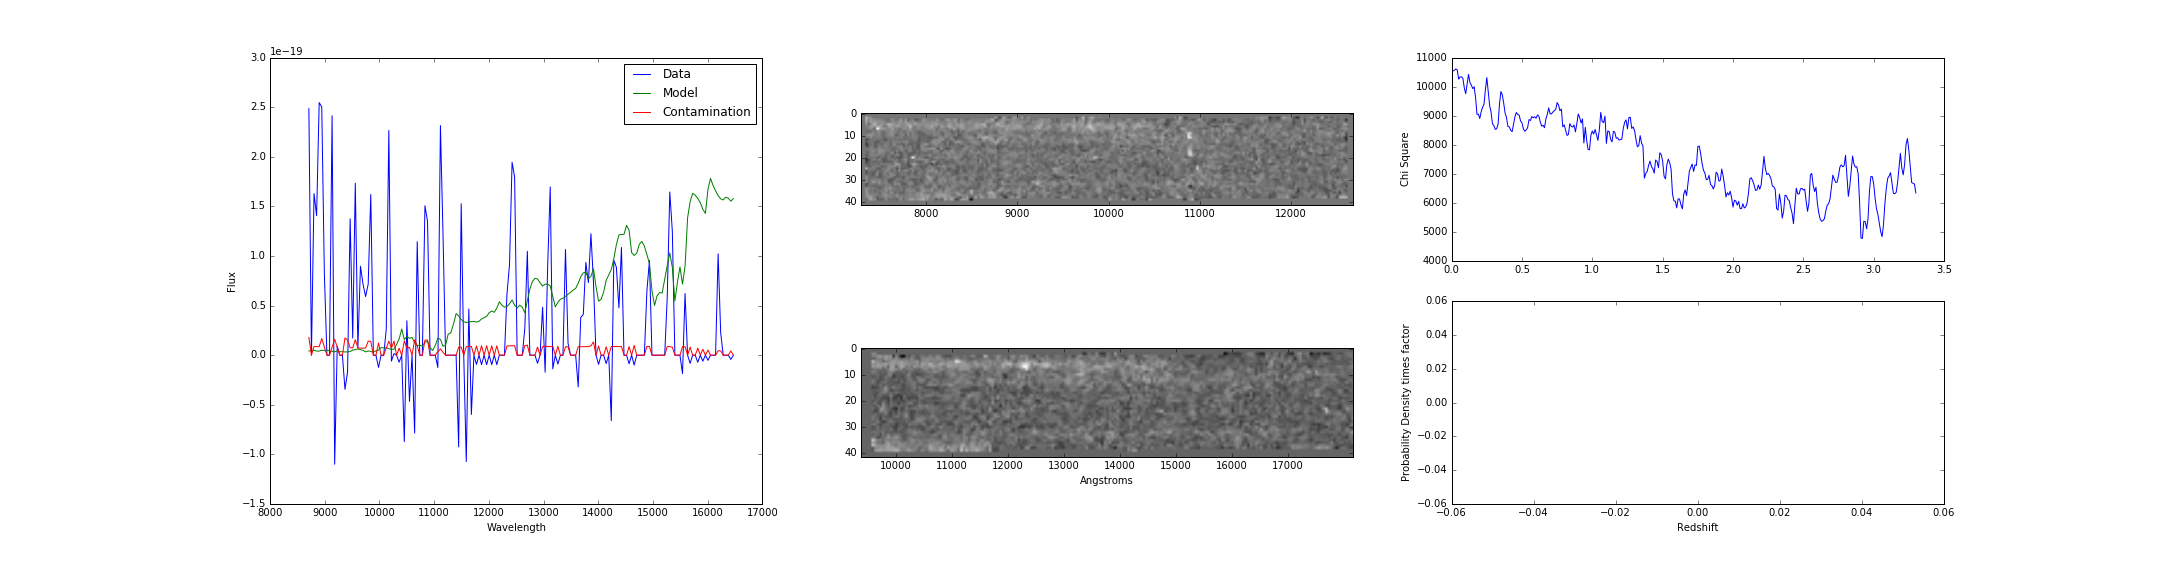 1e−19
3.0
2.5
2.0
1.5
1.0
0.5
0.0
−0.5
−1.0
−1.5
Flux
Data
Model
Contamination
8000 9000 10000 11000 12000 13000 14000 15000 16000 17000
Wavelength
0
10
20
30
40
8000 9000 10000 11000 12000
0
10
20
30
40
10000 11000 12000 13000 14000 15000 16000 17000
Angstroms
11000
10000
9000
8000
7000
6000
5000
4000
Chi Square
0.0 0.5 1.0 1.5 2.0 2.5 3.0 3.5
0.06
0.04
0.02
0.00
−0.02
−0.04
−0.06
Probability Density times factor
−0.06 −0.04 −0.02 0.00 0.02 0.04 0.06
Redshift